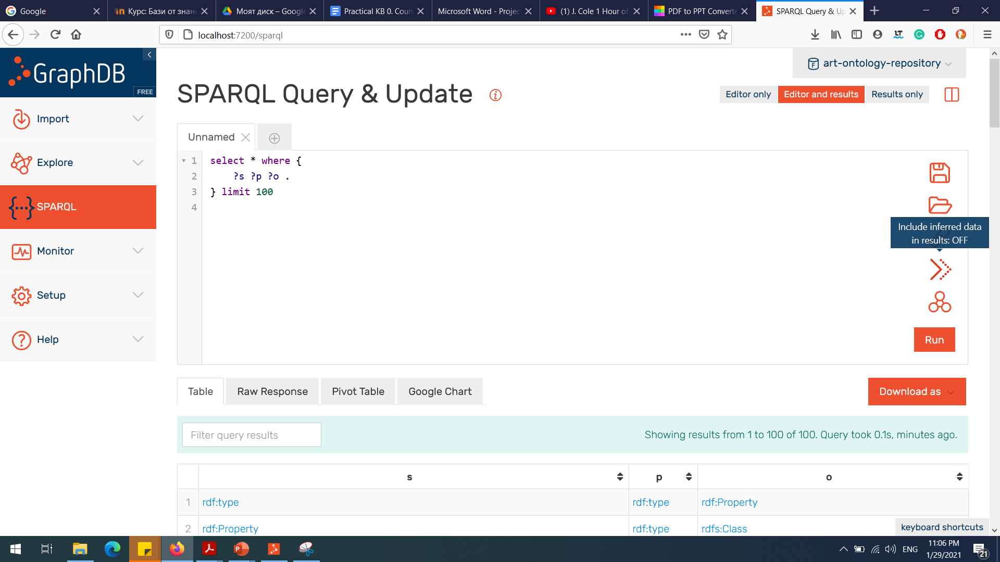 Google
Курс: Бази от знани
Моят диск – Google
Practical KB 0. Cours
Microsoft Word - Projec
(1) J. Cole 1 Hour of
PDF to PPT Converte
SPARQL Query & Up
localhost:7200/sparql
GraphDB
FREE
art-ontology-repository
SPARQL Query & Update
Editor only
Editor and results
Results only
Import
Explore
SPARQL
Monitor
Setup
Help
Unnamed
1 select * where {
2 ?s ?p ?o .
3 } limit 100
4
Include inferred data
in results: OFF
Run
Table
Raw Response
Pivot Table
Google Chart
Download as
Filter query results
Showing results from 1 to 100 of 100. Query took 0.1s, minutes ago.
s p o
1 rdf:type rdf:type rdf:Property
2 rdf:Property rdf:type rdfs:Class
keyboard shortcuts
ENG
11:06 PM
1/29/2021
21